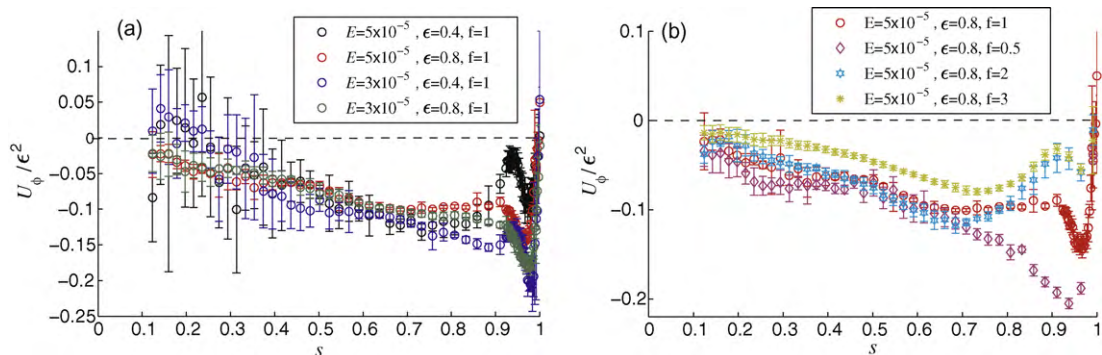 (a)
E=5x10⁻⁵ , ϵ=0.4, f=1
E=5x10⁻⁵ , ϵ=0.8, f=1
E=3x10⁻⁵ , ϵ=0.4, f=1
E=3x10⁻⁵ , ϵ=0.8, f=1
0.1
0.05
0
−0.05
−0.1
−0.15
−0.2
−0.25
U_ϕ / ϵ²
0 0.1 0.2 0.3 0.4 0.5 0.6 0.7 0.8 0.9 1
s
(b)
E=5x10⁻⁵ , ϵ=0.8, f=1
E=5x10⁻⁵ , ϵ=0.8, f=0.5
E=5x10⁻⁵ , ϵ=0.8, f=2
E=5x10⁻⁵ , ϵ=0.8, f=3
0.1
0
−0.1
−0.2
U_ϕ / ϵ²
0 0.1 0.2 0.3 0.4 0.5 0.6 0.7 0.8 0.9 1
s